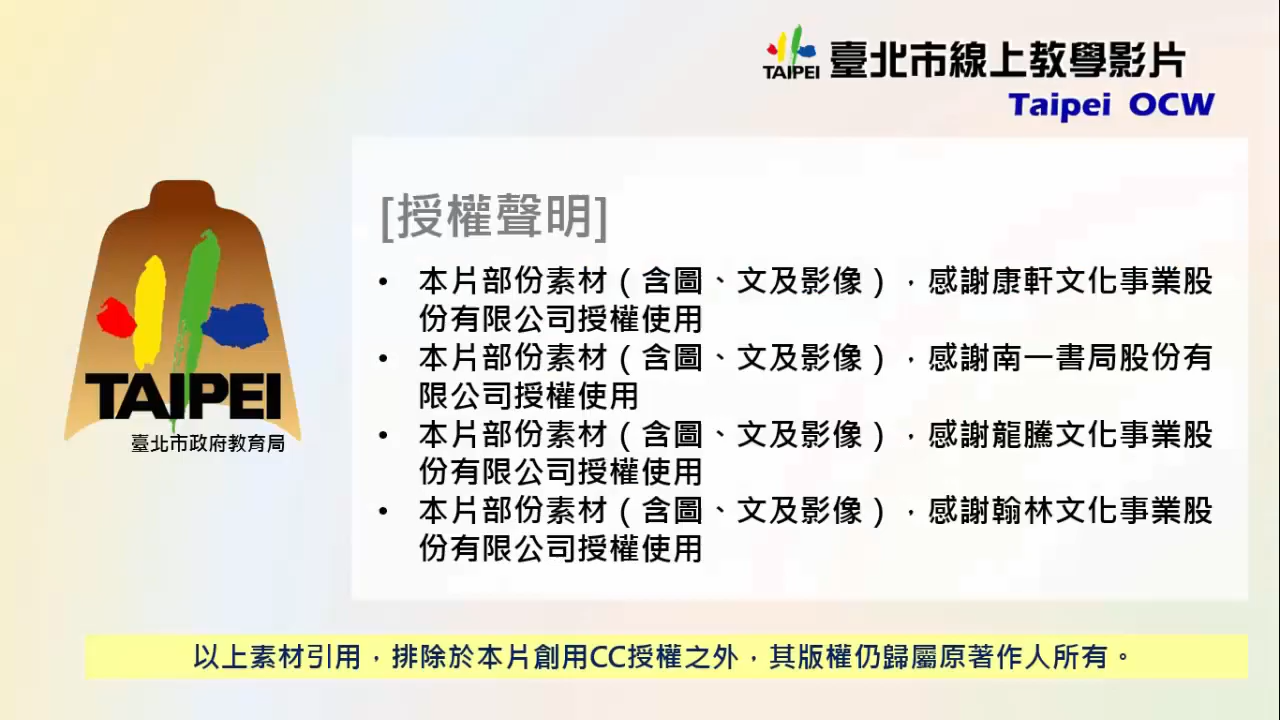 TAIPEI 臺北市線上教學影片
Taipei OCW
[授權聲明]
• 本片部份素材（含圖、文及影像），感謝康軒文化事業股
份有限公司授權使用
• 本片部份素材（含圖、文及影像），感謝南一書局股份有
限公司授權使用
• 本片部份素材（含圖、文及影像），感謝龍騰文化事業股
份有限公司授權使用
• 本片部份素材（含圖、文及影像），感謝翰林文化事業股
份有限公司授權使用
TAIPEI
臺北市政府教育局
以上素材引用，排除於本片創用CC授權之外，其版權仍歸屬原著作人所有。